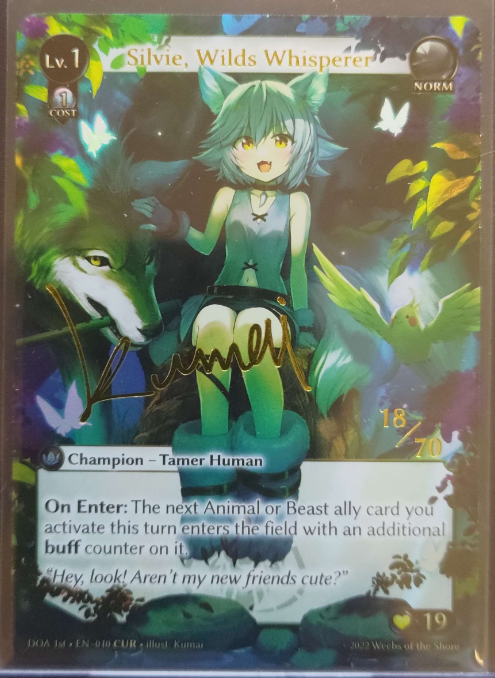 Lv. 1
Silvie, Wilds Whisperer
NORM
1
COST
Kumay
18/70
Champion – Tamer Human
On Enter: The next Animal or Beast ally card you
activate this turn enters the field with an additional
buff counter on it.
"Hey, look! Aren't my new friends cute?"
19
DOA 1st • EN-010 CUR • illust. Kumar
2022 Weebs of the Shore